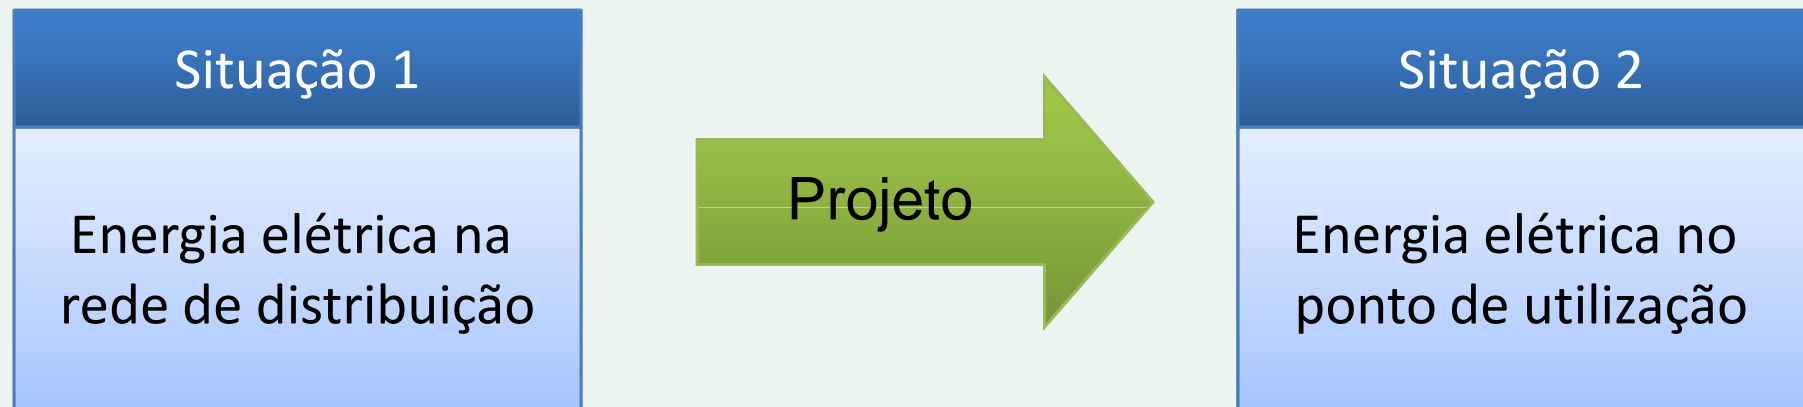 Situação 1
Energia elétrica na
rede de distribuição
Projeto
Situação 2
Energia elétrica no
ponto de utilização